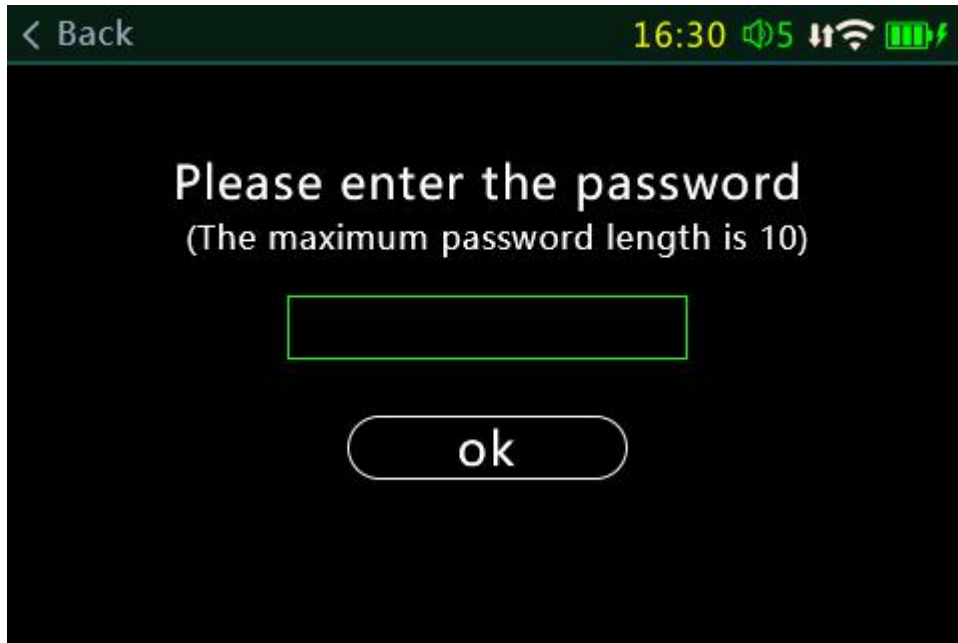 < Back 16:30 5
Please enter the password
(The maximum password length is 10)
ok